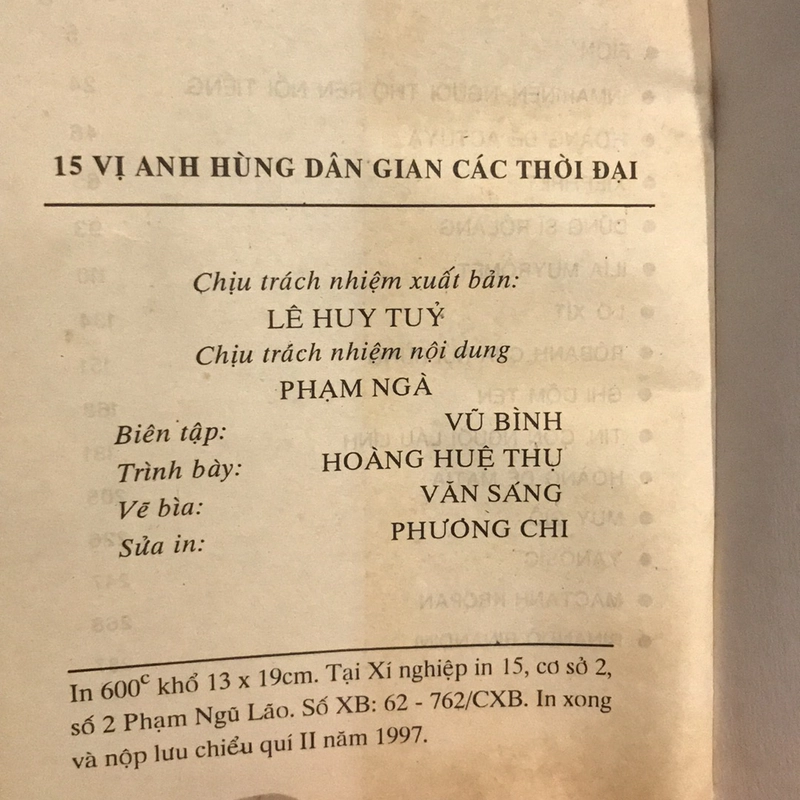 15 VỊ ANH HÙNG DÂN GIAN CÁC THỜI ĐẠI
Chịu trách nhiệm xuất bản:
LÊ HUY TUỶ
Chịu trách nhiệm nội dung
PHẠM NGÀ
Biên tập: VŨ BÌNH
Trình bày: HOÀNG HUỆ THỤ
Vẽ bìa: VĂN SÁNG
Sửa in: PHƯƠNG CHI
In 600c khổ 13 x 19cm. Tại Xí nghiệp in 15, cơ sở 2,
số 2 Phạm Ngũ Lão. Số XB: 62 - 762/CXB. In xong
và nộp lưu chiểu quí II năm 1997.